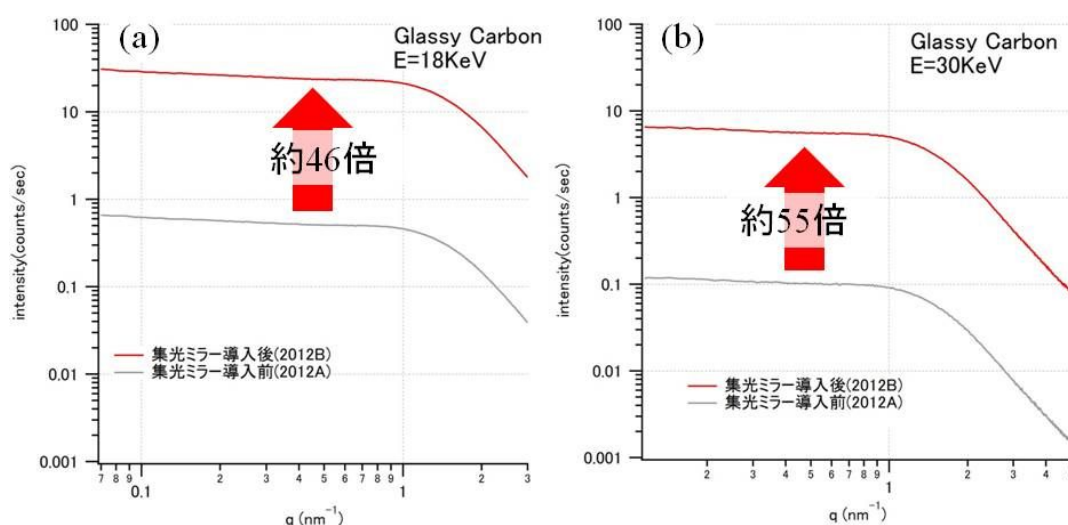 (a)
Glassy Carbon
E=18KeV
100
10
1
0.1
0.01
0.001
intensity(counts/sec)
約46倍
集光ミラー導入後(2012B)
集光ミラー導入前(2012A)
7 8 9 2 3 4 5 6 7 8 9 2 3
0.1 1
q (nm⁻¹)
(b)
Glassy Carbon
E=30KeV
100
10
1
0.1
0.01
0.001
intensity(counts/sec)
約55倍
集光ミラー導入後(2012B)
集光ミラー導入前(2012A)
2 3 4 5 6 7 8 9 2 3 4
1
q (nm⁻¹)